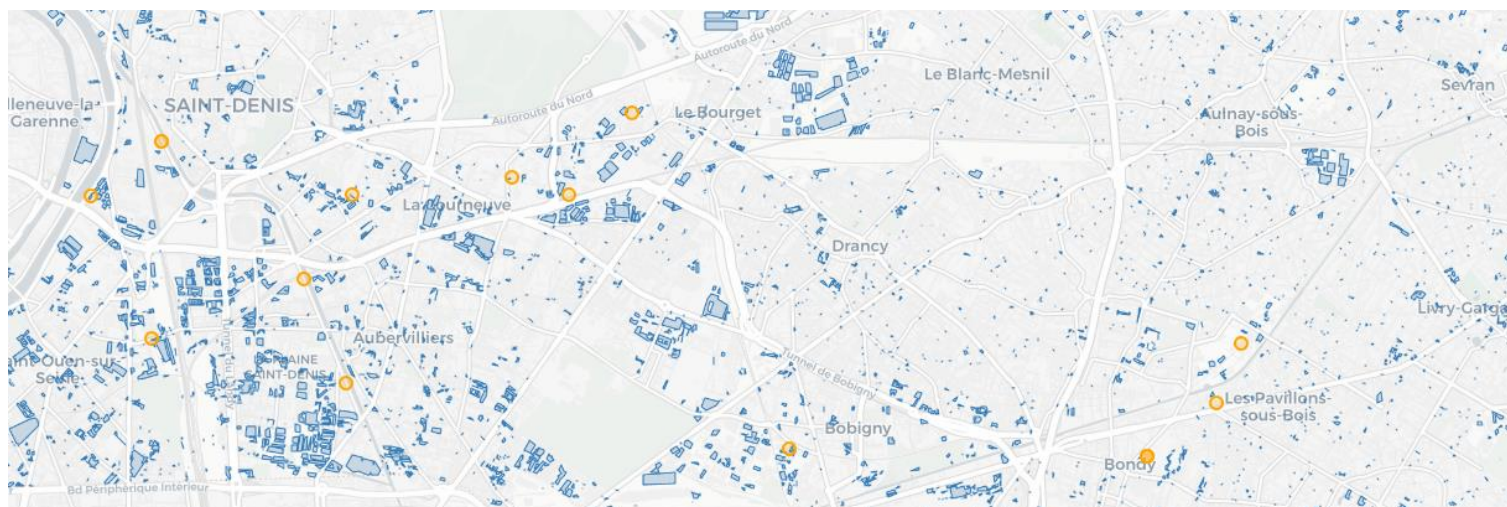 Autoroute du Nord
Le Blanc-Mesnil
Sevran
lleneuve-la-
Garenne
SAINT-DENIS
Autoroute du Nord
Le Bourget
Aulnay-sous-
Bois
La Courneuve
Drancy
Livry-Garga
Aubervilliers
aint-Ouen-sur-
Seine
DOMAINE
SAINT-DENIS
Tunnel de Bobigny
Les Pavillons-
sous-Bois
Bobigny
Bondy
Bd Périphérique Intérieur